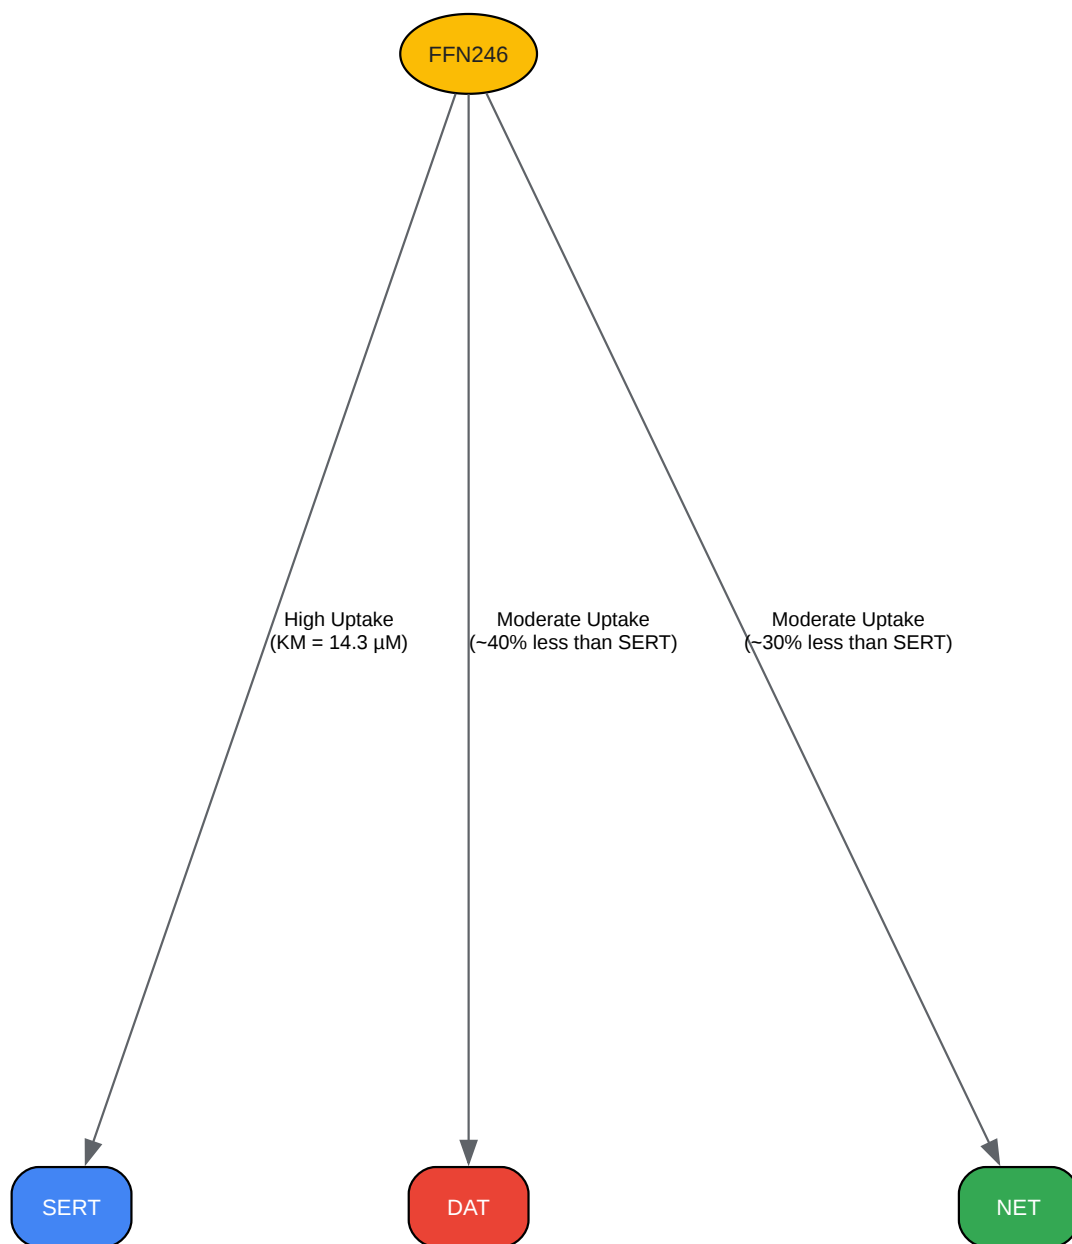 FFN246
High Uptake
(KM = 14.3 µM)
Moderate Uptake
(~40% less than SERT)
Moderate Uptake
(~30% less than SERT)
SERT
DAT
NET